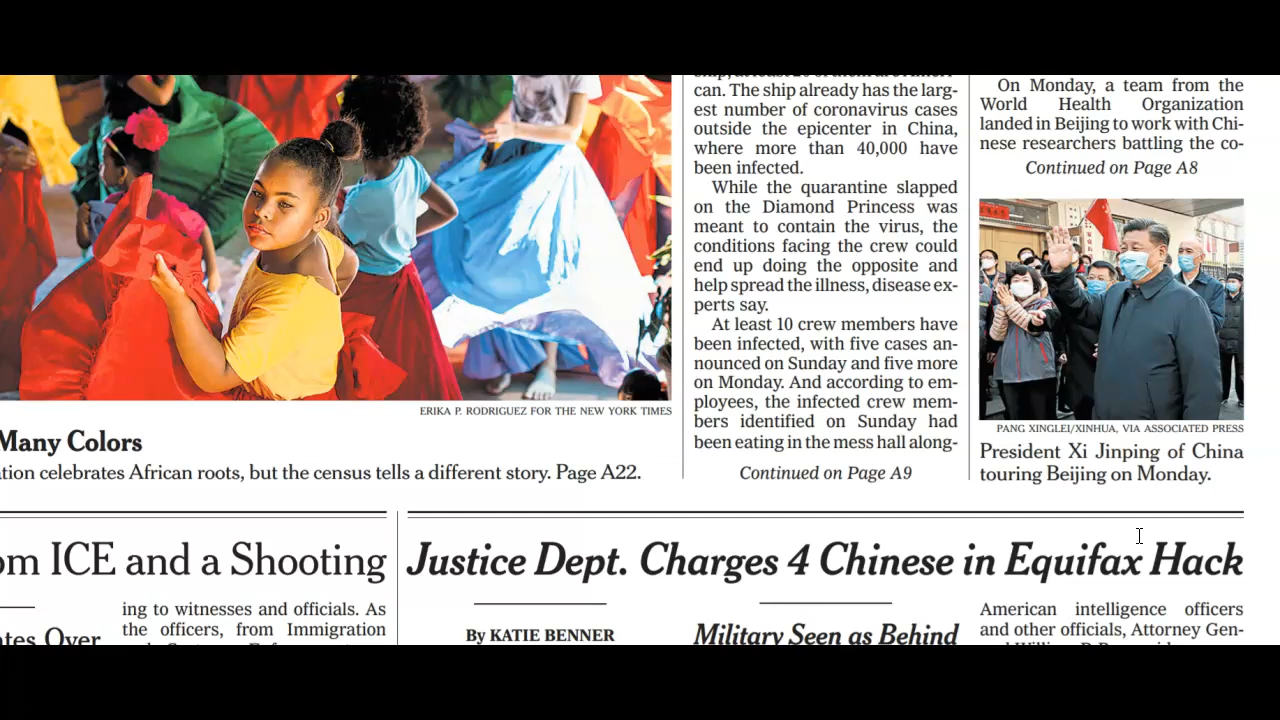 can. The ship already has the larg-
est number of coronavirus cases
outside the epicenter in China,
where more than 40,000 have
been infected.
While the quarantine slapped
on the Diamond Princess was
meant to contain the virus, the
conditions facing the crew could
end up doing the opposite and
help spread the illness, disease ex-
perts say.
At least 10 crew members have
been infected, with five cases an-
nounced on Sunday and five more
on Monday. And according to em-
ployees, the infected crew mem-
bers identified on Sunday had
been eating in the mess hall along-
Continued on Page A9
On Monday, a team from the
World Health Organization
landed in Beijing to work with Chi-
nese researchers battling the co-
Continued on Page A8
PANG XINGLEI/XINHUA, VIA ASSOCIATED PRESS
President Xi Jinping of China
touring Beijing on Monday.
ERIKA P. RODRIGUEZ FOR THE NEW YORK TIMES
Many Colors
ation celebrates African roots, but the census tells a different story. Page A22.
om ICE and a Shooting
ates Over
ing to witnesses and officials. As
the officers, from Immigration
Justice Dept. Charges 4 Chinese in Equifax Hack
By KATIE BENNER
Military Seen as Behind
American intelligence officers
and other officials, Attorney Gen-